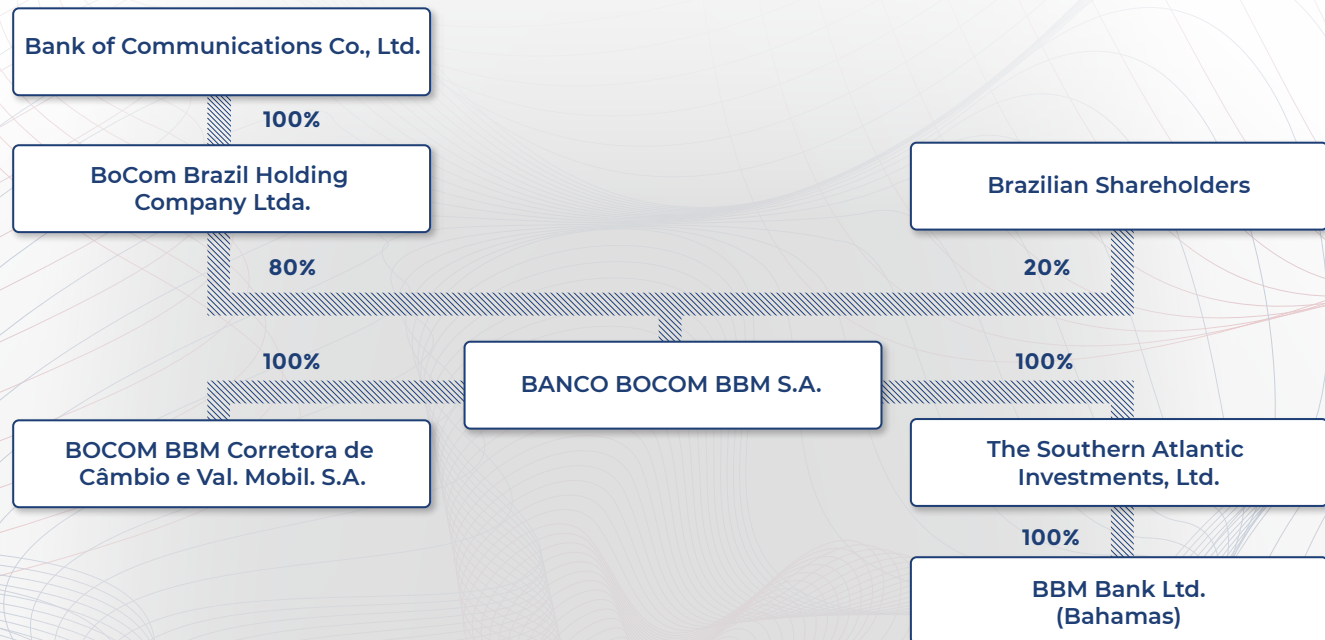 Bank of Communications Co., Ltd.
100%
BoCom Brazil Holding
Company Ltda.
Brazilian Shareholders
80%
20%
100%
BANCO BOCOM BBM S.A.
100%
BOCOM BBM Corretora de
Câmbio e Val. Mobil. S.A.
The Southern Atlantic
Investments, Ltd.
100%
BBM Bank Ltd.
(Bahamas)